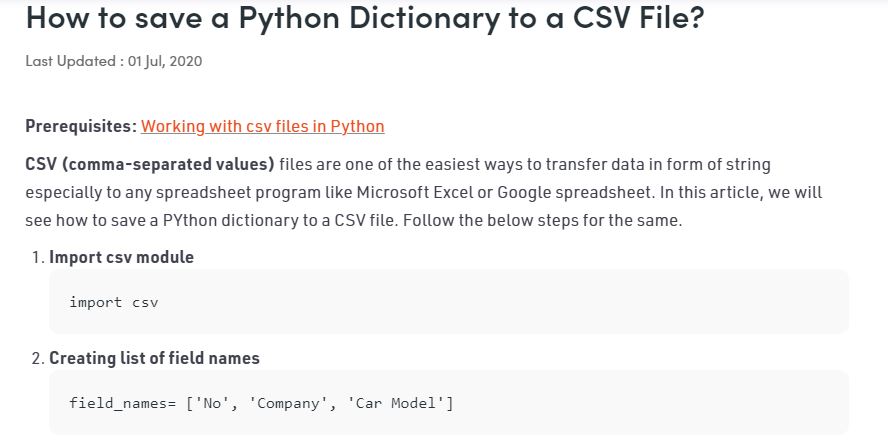 How to save a Python Dictionary to a CSV File?
Last Updated : 01 Jul, 2020
Prerequisites: Working with csv files in Python
CSV (comma-separated values) files are one of the easiest ways to transfer data in form of string
especially to any spreadsheet program like Microsoft Excel or Google spreadsheet. In this article, we will
see how to save a PYthon dictionary to a CSV file. Follow the below steps for the same.
1. Import csv module
import csv
2. Creating list of field names
field_names= ['No', 'Company', 'Car Model']